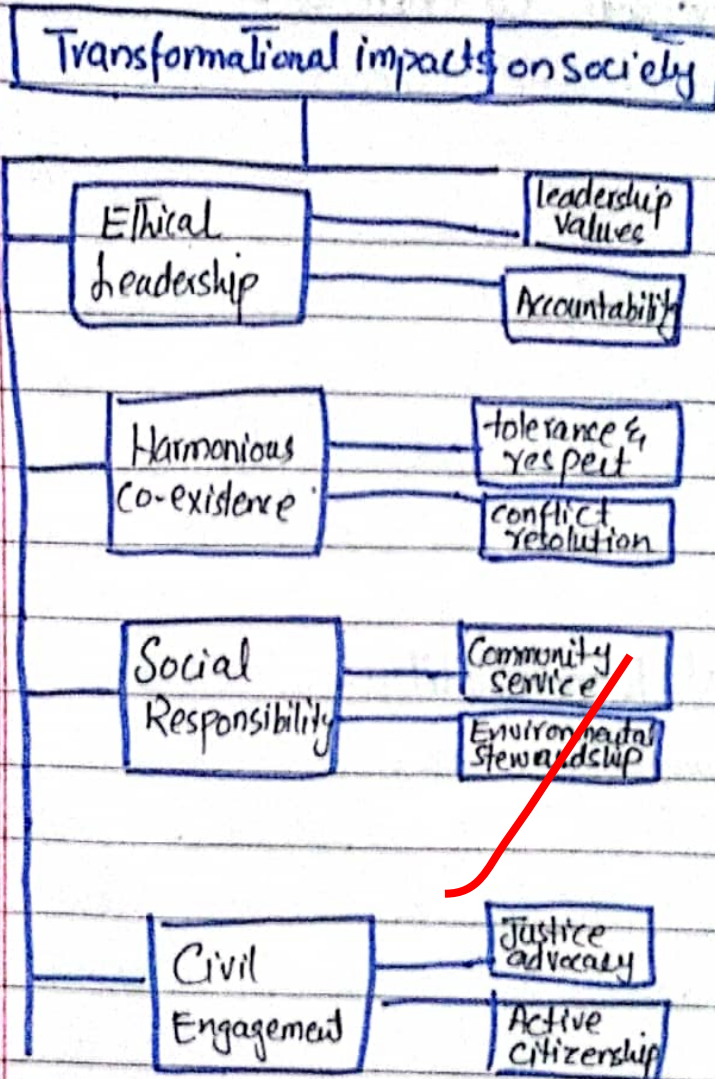 Transformational impacts on Society
Ethical
Leadership
leadership
values
Accountability
Harmonious
Co-existence
tolerance &
respect
conflict
resolution
Social
Responsibility
Community
service
Environmental
stewardship
Civil
Engagement
Justice
advocacy
Active
Citizenship